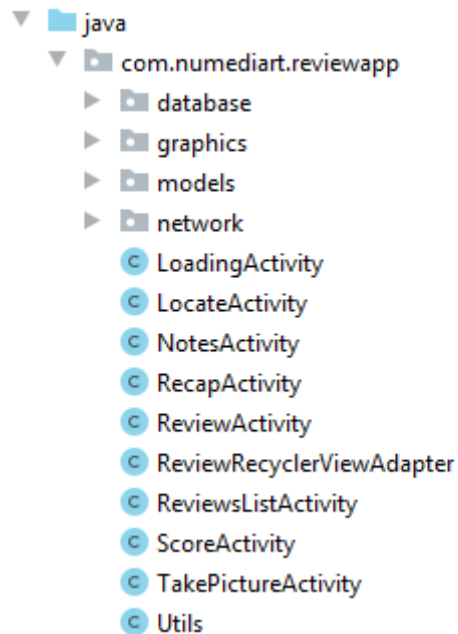 java
com.numediart.reviewapp
database
graphics
models
network
C LoadingActivity
C LocateActivity
C NotesActivity
C RecapActivity
C ReviewActivity
C ReviewRecyclerViewAdapter
C ReviewsListActivity
C ScoreActivity
C TakePictureActivity
C Utils